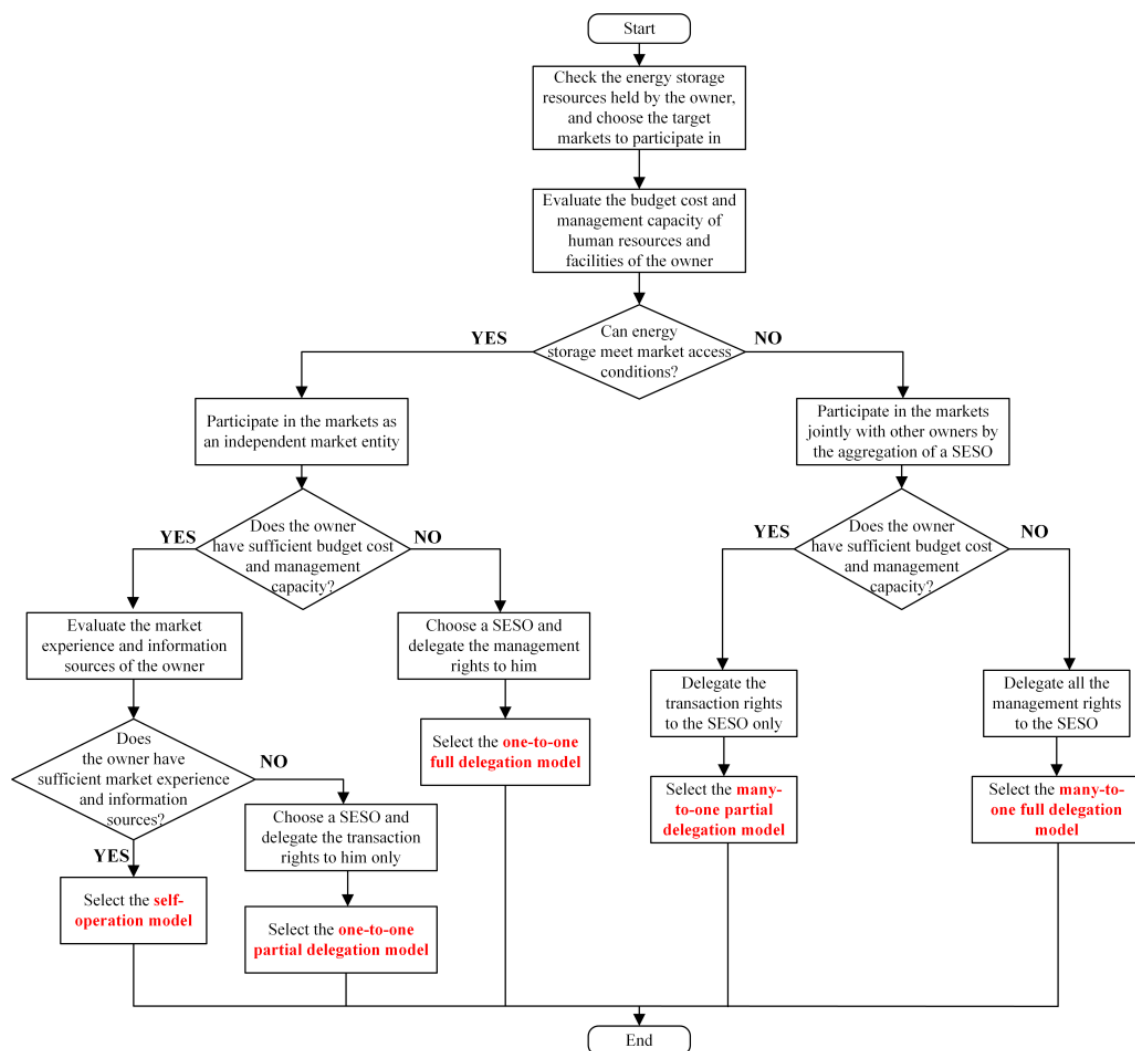 Start
Check the energy storage
resources held by the owner,
and choose the target
markets to participate in
Evaluate the budget cost and
management capacity of
human resources and
facilities of the owner
Can energy
storage meet market access
conditions?
YES
NO
Participate in the markets as
an independent market entity
Participate in the markets
jointly with other owners by
the aggregation of a SESO
Does the owner
have sufficient budget cost
and management
capacity?
YES
NO
Does the owner
have sufficient budget cost
and management
capacity?
YES
NO
Evaluate the market
experience and information
sources of the owner
Choose a SESO and
delegate the management
rights to him
Delegate the
transaction rights
to the SESO only
Delegate all the
management rights
to the SESO
Does
the owner have
sufficient market experience
and information
sources?
NO
YES
Select the one-to-one
full delegation model
Select the many-
to-one partial
delegation model
Select the many-to-
one full delegation
model
Choose a SESO and
delegate the transaction
rights to him only
Select the self-
operation model
Select the one-to-one
partial delegation model
End